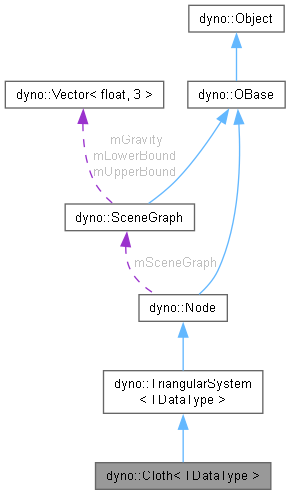 dyno::Object
dyno::Vector< float, 3 >
dyno::OBase
mGravity
mLowerBound
mUpperBound
dyno::SceneGraph
mSceneGraph
dyno::Node
dyno::TriangularSystem
< TDataType >
dyno::Cloth< TDataType >